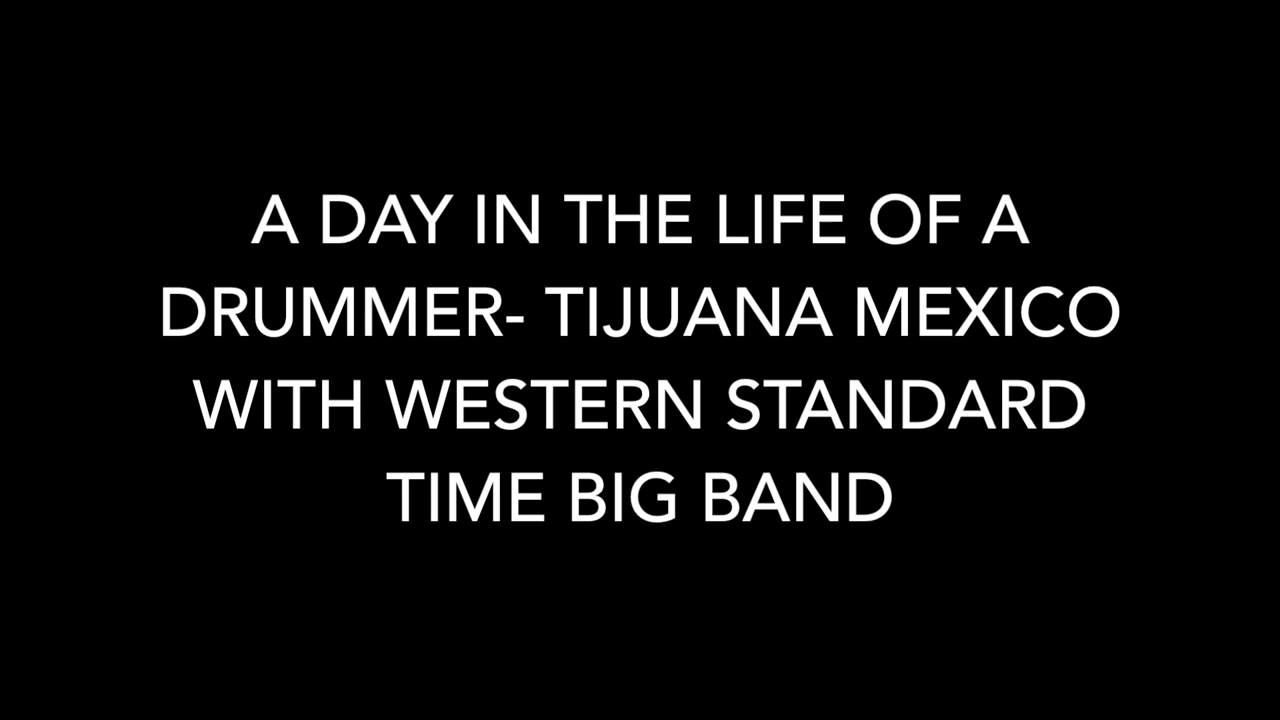 A DAY IN THE LIFE OF A
DRUMMER- TIJUANA MEXICO
WITH WESTERN STANDARD
TIME BIG BAND